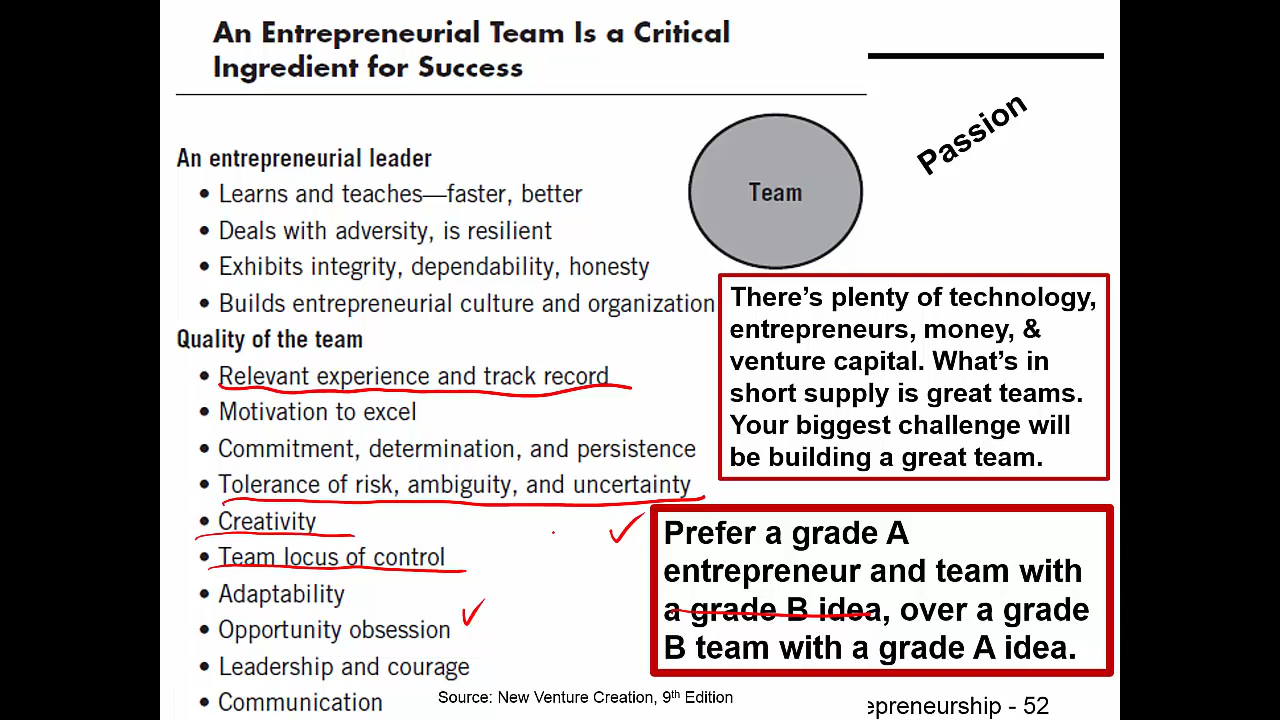 An Entrepreneurial Team Is a Critical
Ingredient for Success
Passion
Team
An entrepreneurial leader
• Learns and teaches—faster, better
• Deals with adversity, is resilient
• Exhibits integrity, dependability, honesty
• Builds entrepreneurial culture and organization
Quality of the team
• Relevant experience and track record
• Motivation to excel
• Commitment, determination, and persistence
• Tolerance of risk, ambiguity, and uncertainty
• Creativity
• Team locus of control
• Adaptability
• Opportunity obsession
• Leadership and courage
• Communication
There's plenty of technology,
entrepreneurs, money, &
venture capital. What's in
short supply is great teams.
Your biggest challenge will
be building a great team.
Prefer a grade A
entrepreneur and team with
a grade B idea, over a grade
B team with a grade A idea.
Source: New Venture Creation, 9th Edition
epreneurship - 52